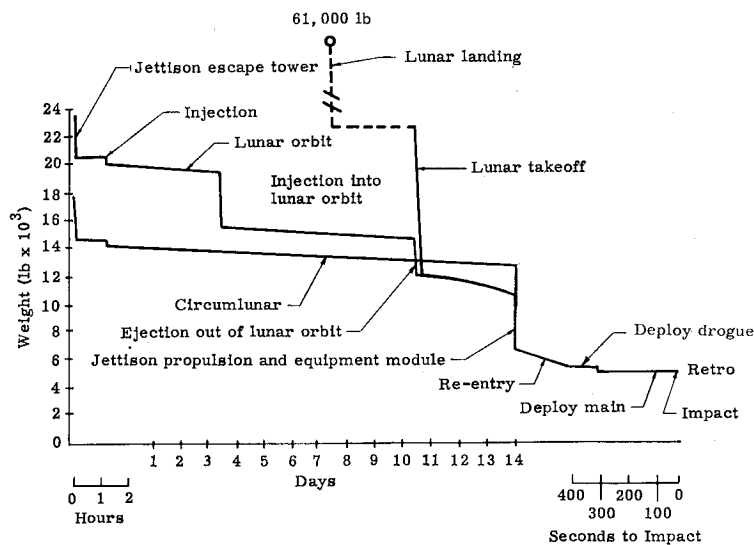 61,000 lb
Lunar landing
Jettison escape tower
Injection
Lunar orbit
Injection into
lunar orbit
Lunar takeoff
Circumlunar
Ejection out of lunar orbit
Jettison propulsion and equipment module
Re-entry
Deploy drogue
Retro
Deploy main
Impact
Weight (lb x 10³)
24
22
20
18
16
14
12
10
8
6
4
2
0
1 2 3 4 5 6 7 8 9 10 11 12 13 14
Days
0 1 2
Hours
400 200 0
300 100
Seconds to Impact